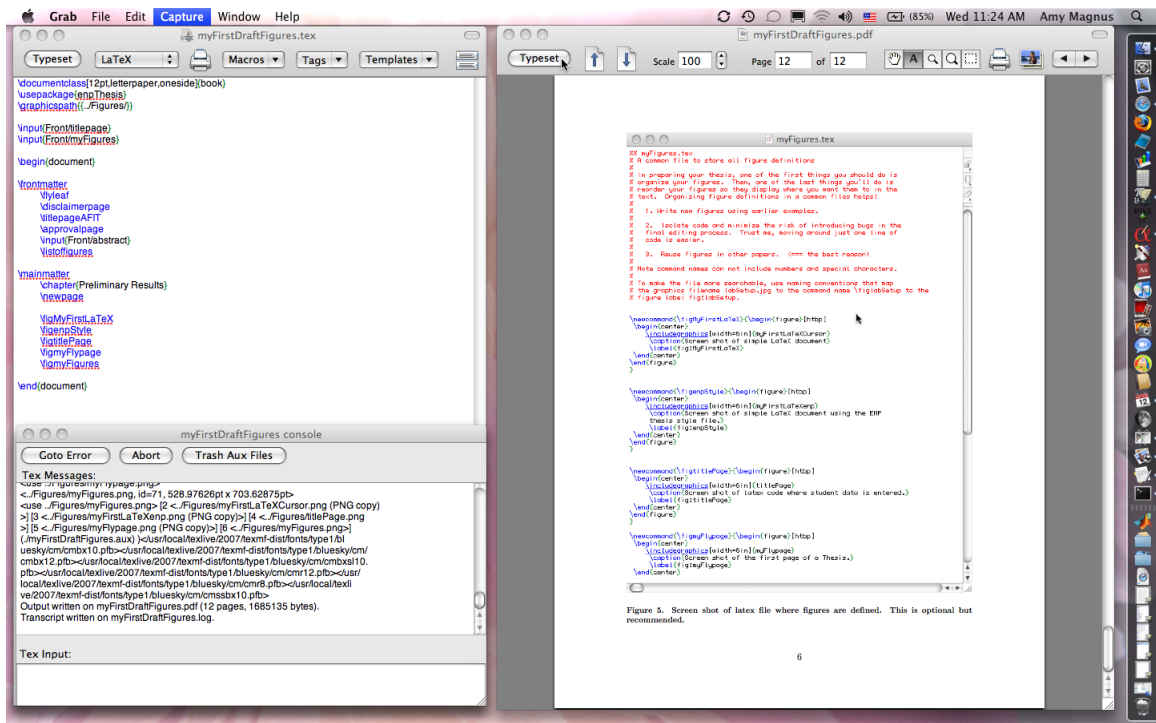 Grab File Edit Capture Window Help (85%) Wed 11:24 AM Amy Magnus
myFirstDraftFigures.tex
Typeset LaTeX Macros Tags Templates
\documentclass[12pt,letterpaper,oneside]{book}
\usepackage{enpThesis}
\graphicspath{{../Figures/}}
\input{Front/titlepage}
\input{Front/myFigures}
\begin{document}
\frontmatter
\flyleaf
\disclaimerpage
\titlepageAFIT
\approvalpage
\input{Front/abstract}
\listoffigures
\mainmatter
\chapter{Preliminary Results}
\newpage
\figMyFirstLaTeX
\figenpStyle
\figtitlePage
\figmyFlypage
\figmyFigures
\end{document}
myFirstDraftFigures console
Goto Error Abort Trash Aux Files
Tex Messages:
<use ../Figures/myFlypage.png>
<../Figures/myFigures.png, id=71, 528.97626pt x 703.62875pt>
<use ../Figures/myFigures.png> [2 <../Figures/myFirstLaTeXCursor.png (PNG copy)
>] [3 <../Figures/myFirstLaTeXenp.png (PNG copy)>] [4 <../Figures/titlePage.png
>] [5 <../Figures/myFlypage.png (PNG copy)>] [6 <../Figures/myFigures.png>]
(./myFirstDraftFigures.aux) )</usr/local/texlive/2007/texmf-dist/fonts/type1/bl
uesky/cm/cmbx10.pfb></usr/local/texlive/2007/texmf-dist/fonts/type1/bluesky/cm/
cmbx12.pfb></usr/local/texlive/2007/texmf-dist/fonts/type1/bluesky/cm/cmbxsl10.
pfb></usr/local/texlive/2007/texmf-dist/fonts/type1/bluesky/cm/cmr12.pfb></usr/
local/texlive/2007/texmf-dist/fonts/type1/bluesky/cm/cmr8.pfb></usr/local/texli
ve/2007/texmf-dist/fonts/type1/bluesky/cm/cmssbx10.pfb>
Output written on myFirstDraftFigures.pdf (12 pages, 1685135 bytes).
Transcript written on myFirstDraftFigures.log.
Tex Input:
myFirstDraftFigures.pdf
Typeset Scale 100 Page 12 of 12
myFigures.tex
%% myFigures.tex
% A common file to store all figure definitions
%
% In preparing your thesis, one of the first things you should do is
% organize your figures. Then, one of the last things you'll do is
% reorder your figures so they display where you want them to in the
% text. Organizing figure definitions in a common files helps:
%
% 1. Write new figures using earlier examples.
%
% 2. Isolate code and minimize the risk of introducing bugs in the
% final editing process. Trust me, moving around just one line of
% code is easier.
%
% 3. Reuse figures in other papers. (=== the best reason!)
%
% Note command names can not include numbers and special characters.
%
% To make the file more searchable, use naming conventions that map
% the graphics filename labSetup.jpg to the command name \figlabSetup to the
% figure label fig:labSetup.
\newcommand{\figMyFirstLaTeX}{\begin{figure}[htbp]
\begin{center}
\includegraphics[width=6in]{myFirstLaTeXCursor}
\caption{Screen shot of simple LaTeX document}
\label{fig:MyFirstLaTeX}
\end{center}
\end{figure}
}
\newcommand{\figenpStyle}{\begin{figure}[htbp]
\begin{center}
\includegraphics[width=6in]{myFirstLaTeXenp}
\caption{Screen shot of simple LaTeX document using the ENP
thesis style file.}
\label{fig:enpStyle}
\end{center}
\end{figure}
}
\newcommand{\figtitlePage}{\begin{figure}[htbp]
\begin{center}
\includegraphics[width=6in]{titlePage}
\caption{Screen shot of latex code where student data is entered.}
\label{fig:titlePage}
\end{center}
\end{figure}
}
\newcommand{\figmyFlypage}{\begin{figure}[htbp]
\begin{center}
\includegraphics[width=6in]{myFlypage}
\caption{Screen shot of the first page of a Thesis.}
\label{fig:myFlypage}
\end{center}
Figure 5. Screen shot of latex file where figures are defined. This is optional but
recommended.
6